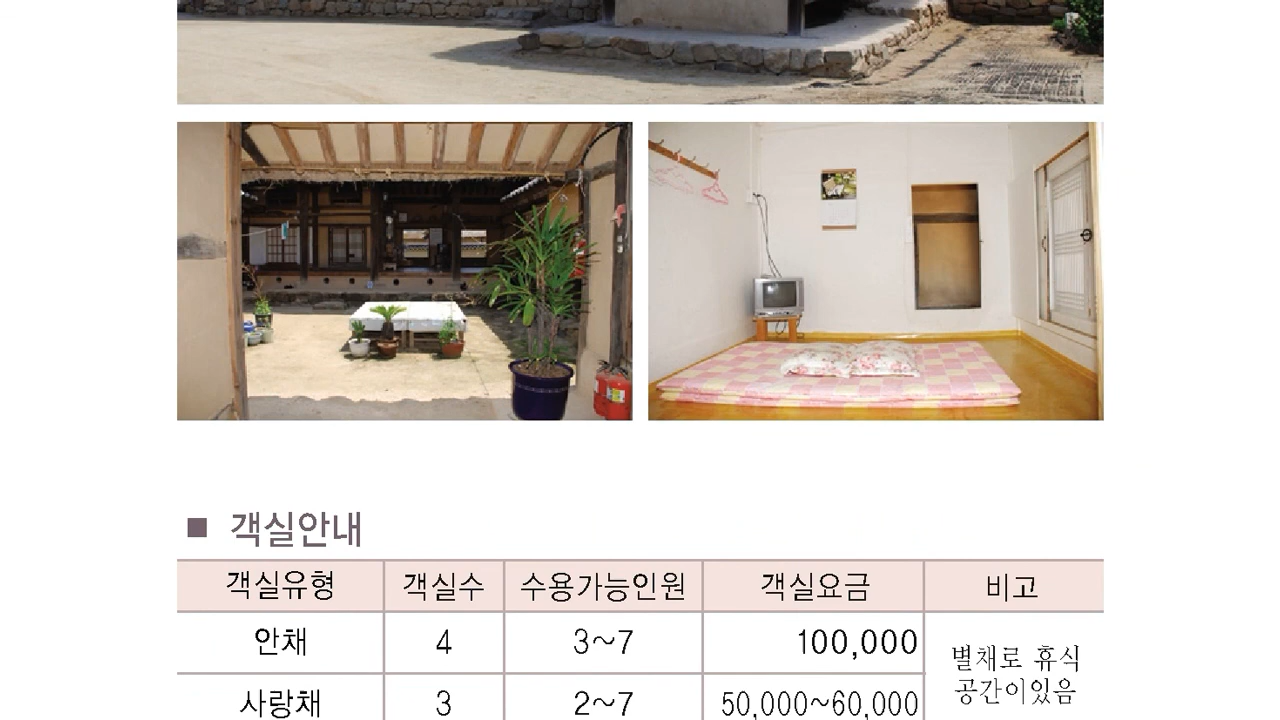 ■ 객실안내
객실유형 객실수 수용가능인원 객실요금 비고
안채 4 3~7 100,000
별채로 휴식
공간이있음
사랑채 3 2~7 50,000~60,000